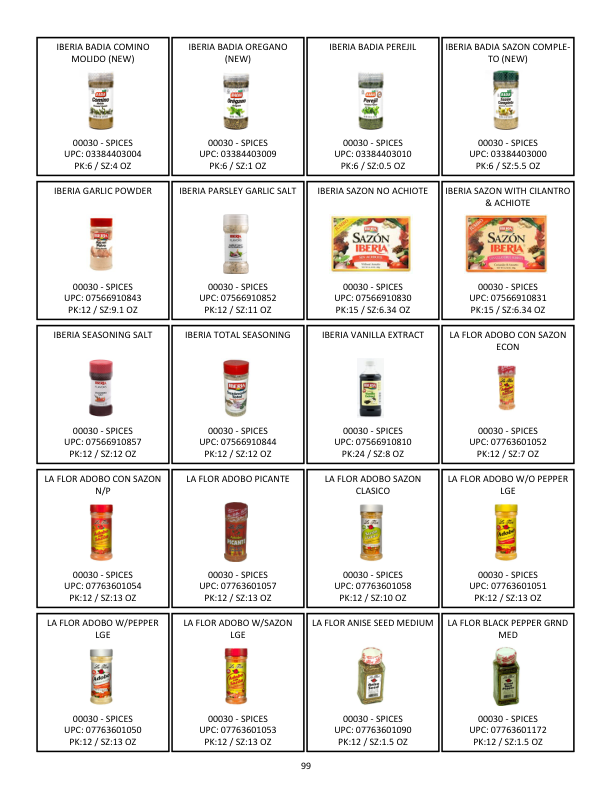 IBERIA BADIA COMINO
MOLIDO (NEW)
00030 - SPICES
UPC: 03384403004
PK:6 / SZ:4 OZ
IBERIA BADIA OREGANO
(NEW)
00030 - SPICES
UPC: 03384403009
PK:6 / SZ:1 OZ
IBERIA BADIA PEREJIL
00030 - SPICES
UPC: 03384403010
PK:6 / SZ:0.5 OZ
IBERIA BADIA SAZON COMPLE-
TO (NEW)
00030 - SPICES
UPC: 03384403000
PK:6 / SZ:5.5 OZ
IBERIA GARLIC POWDER
00030 - SPICES
UPC: 07566910843
PK:12 / SZ:9.1 OZ
IBERIA PARSLEY GARLIC SALT
00030 - SPICES
UPC: 07566910852
PK:12 / SZ:11 OZ
IBERIA SAZON NO ACHIOTE
SAZÓN
IBERIA
00030 - SPICES
UPC: 07566910830
PK:15 / SZ:6.34 OZ
IBERIA SAZON WITH CILANTRO
& ACHIOTE
SAZÓN
IBERIA
00030 - SPICES
UPC: 07566910831
PK:15 / SZ:6.34 OZ
IBERIA SEASONING SALT
00030 - SPICES
UPC: 07566910857
PK:12 / SZ:12 OZ
IBERIA TOTAL SEASONING
IBERIA
00030 - SPICES
UPC: 07566910844
PK:12 / SZ:12 OZ
IBERIA VANILLA EXTRACT
00030 - SPICES
UPC: 07566910810
PK:24 / SZ:8 OZ
LA FLOR ADOBO CON SAZON
ECON
00030 - SPICES
UPC: 07763601052
PK:12 / SZ:7 OZ
LA FLOR ADOBO CON SAZON
N/P
00030 - SPICES
UPC: 07763601054
PK:12 / SZ:13 OZ
LA FLOR ADOBO PICANTE
PICANTE
00030 - SPICES
UPC: 07763601057
PK:12 / SZ:13 OZ
LA FLOR ADOBO SAZON
CLASICO
00030 - SPICES
UPC: 07763601058
PK:12 / SZ:10 OZ
LA FLOR ADOBO W/O PEPPER
LGE
Adobo
00030 - SPICES
UPC: 07763601051
PK:12 / SZ:13 OZ
LA FLOR ADOBO W/PEPPER
LGE
Adobo
00030 - SPICES
UPC: 07763601050
PK:12 / SZ:13 OZ
LA FLOR ADOBO W/SAZON
LGE
00030 - SPICES
UPC: 07763601053
PK:12 / SZ:13 OZ
LA FLOR ANISE SEED MEDIUM
00030 - SPICES
UPC: 07763601090
PK:12 / SZ:1.5 OZ
LA FLOR BLACK PEPPER GRND
MED
00030 - SPICES
UPC: 07763601172
PK:12 / SZ:1.5 OZ
99